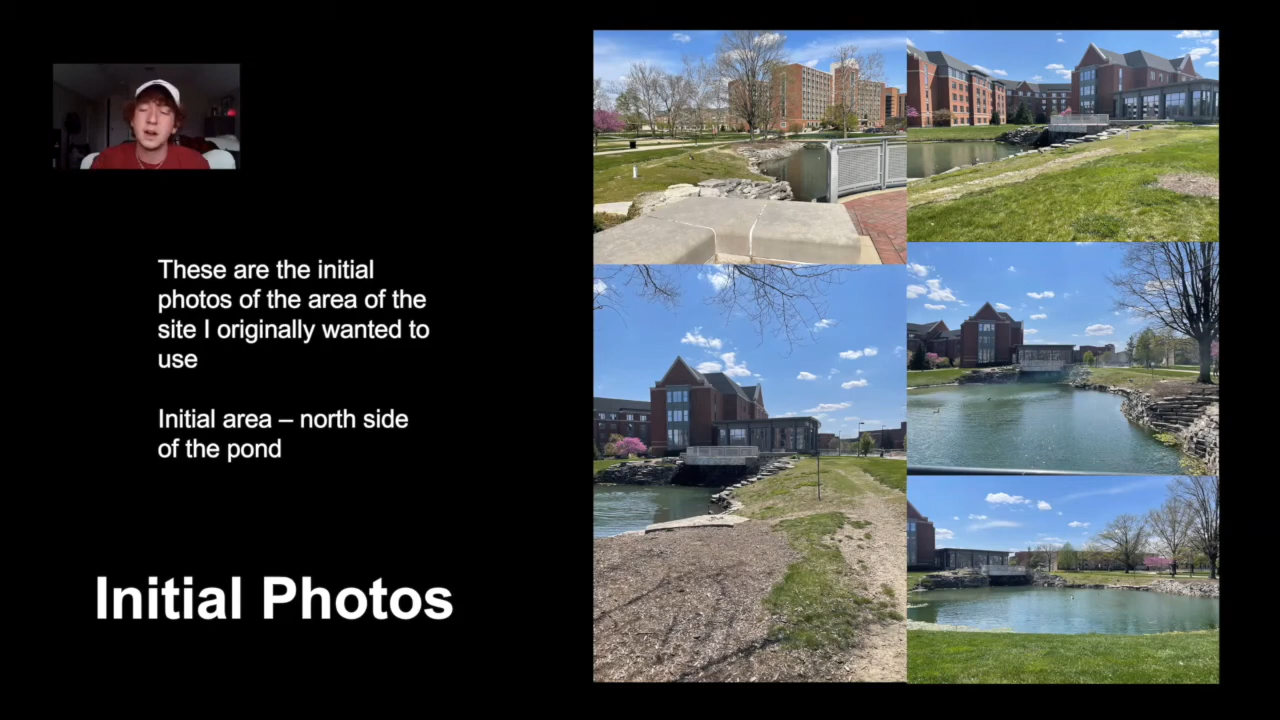 These are the initial
photos of the area of the
site I originally wanted to
use
Initial area – north side
of the pond
Initial Photos